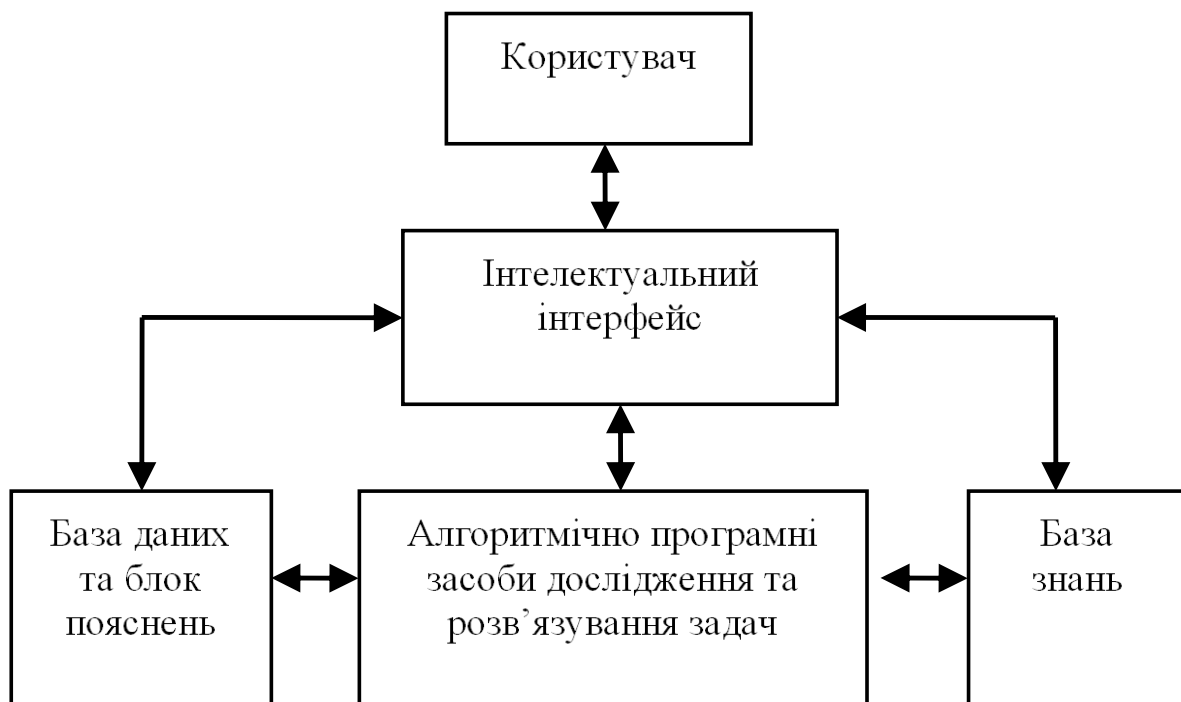 Користувач
Інтелектуальний
інтерфейс
База даних
та блок
пояснень
Алгоритмічно програмні
засоби дослідження та
розв’язування задач
База
знань